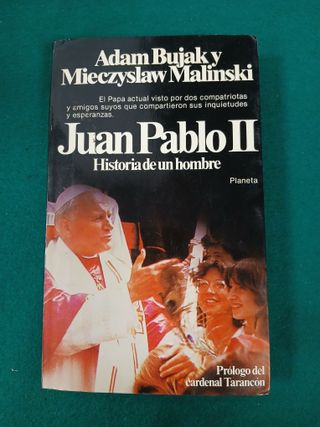 Adam Bujak y
Mieczyslaw Malinski
El Papa actual visto por dos compatriotas
y amigos suyos que compartieron sus inquietudes
y esperanzas.
Juan Pablo II
Historia de un hombre
Planeta
Prólogo del
cardenal Tarancón